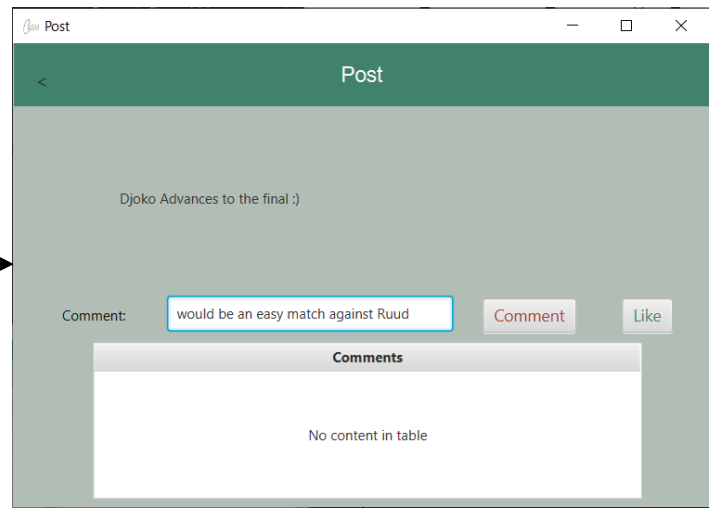 Post
<
Post
Djoko Advances to the final :)
Comment: would be an easy match against Ruud Comment Like
Comments
No content in table